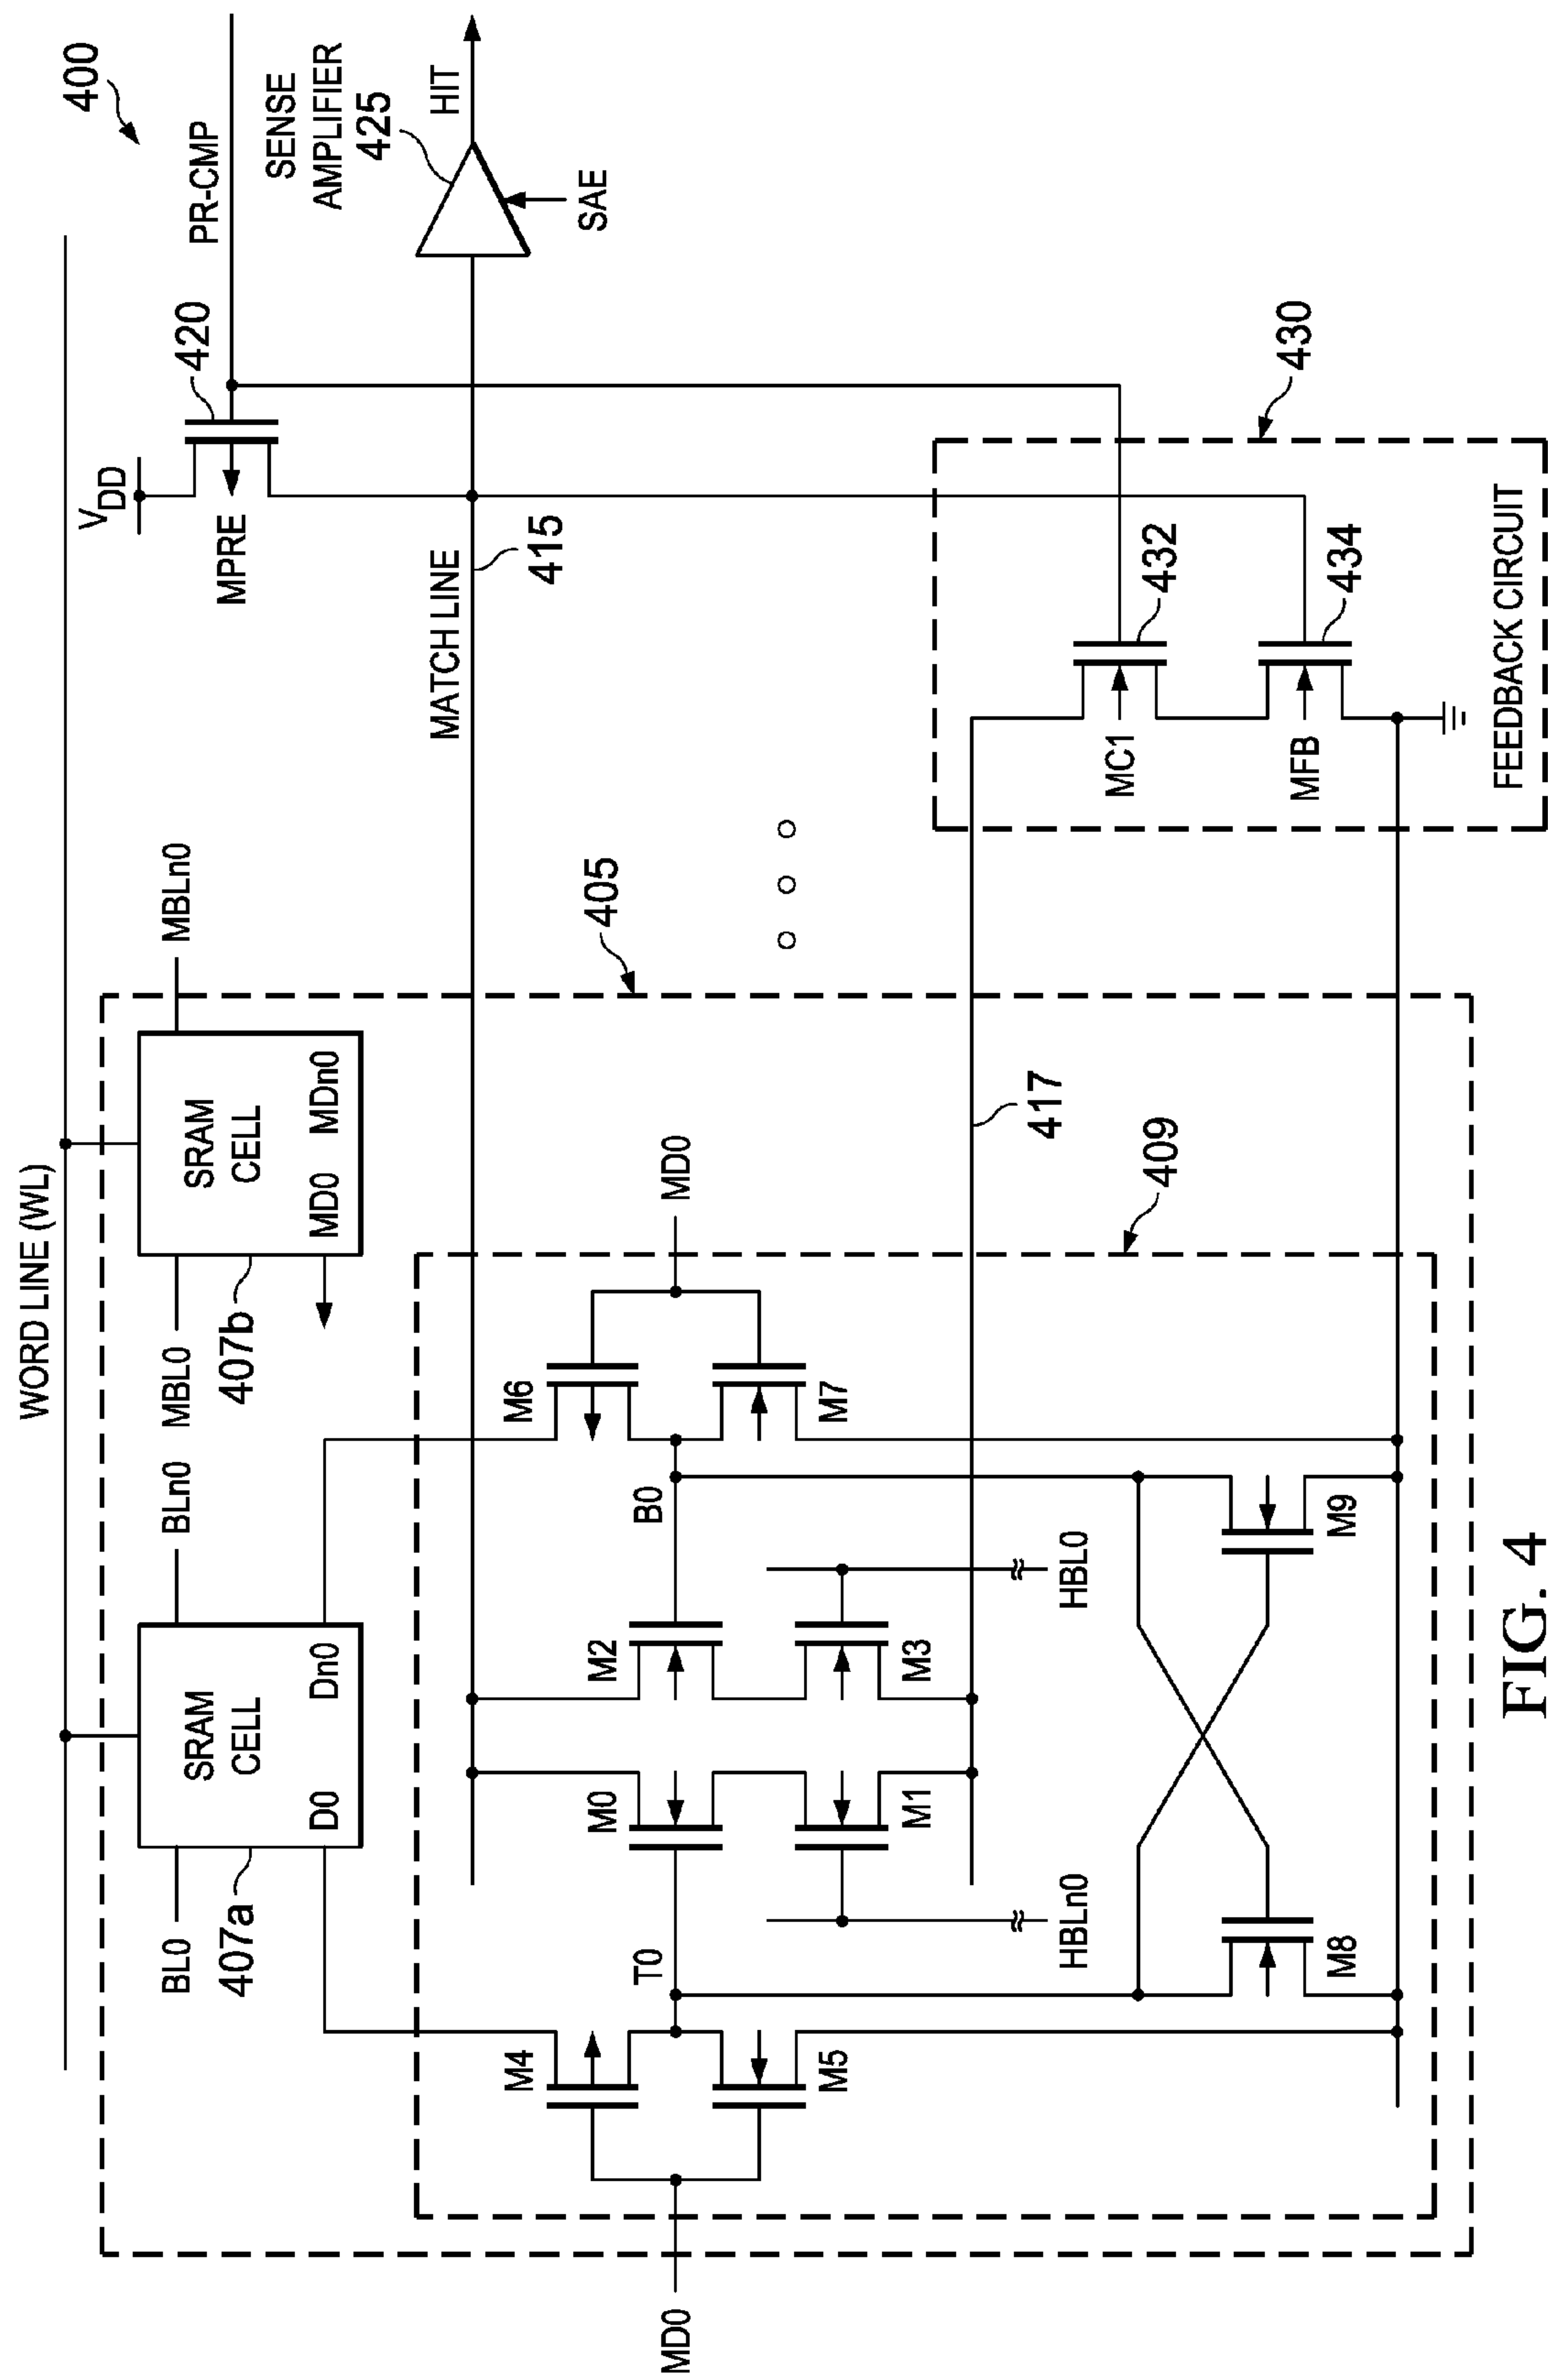 400
WORD LINE (WL)
PR-CMP
VDD
420
MPRE
SENSE
AMPLIFIER
425
HIT
SAE
MATCH LINE
415
BL0
BLn0
MBL0
MBLn0
407a
407b
SRAM
CELL
D0
Dn0
SRAM
CELL
MD0
MDn0
405
MD0
M4
M5
T0
M0
M1
M2
M3
B0
M6
M7
MD0
HBLn0
HBL0
417
409
M8
M9
MC1
432
MFB
434
430
FEEDBACK CIRCUIT
FIG. 4